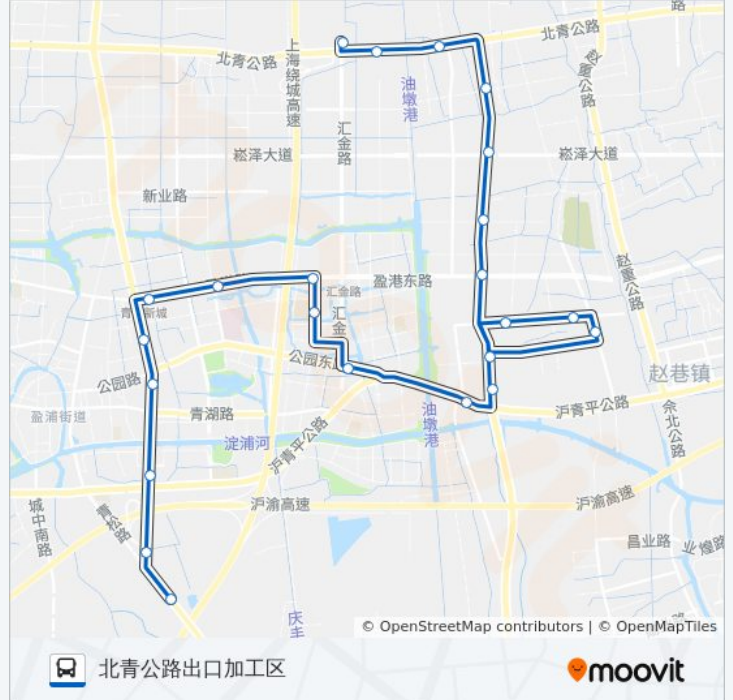 路
北青公路
北青公路
上海绕城高速
赵重公路
油墩港
汇金路
崧泽大道
崧泽大道
新业路
赵重公路
盈港东路
汇金路
汇金
新城
公园东
公园路
赵巷镇
盈浦街道
青湖路
沪青平公路
佘北公路
油墩港
淀浦河
沪青平公路
沪渝高速
沪渝高速
城中南路
青松路
昌业路
业煌路
庆丰
© OpenStreetMap contributors | © OpenMapTiles
北青公路出口加工区
moovit